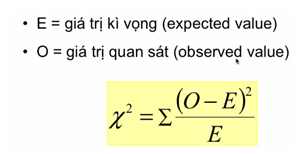 • E = giá trị kì vọng (expected value)
• O = giá trị quan sát (observed value)
χ² = Σ (O – E)² / E